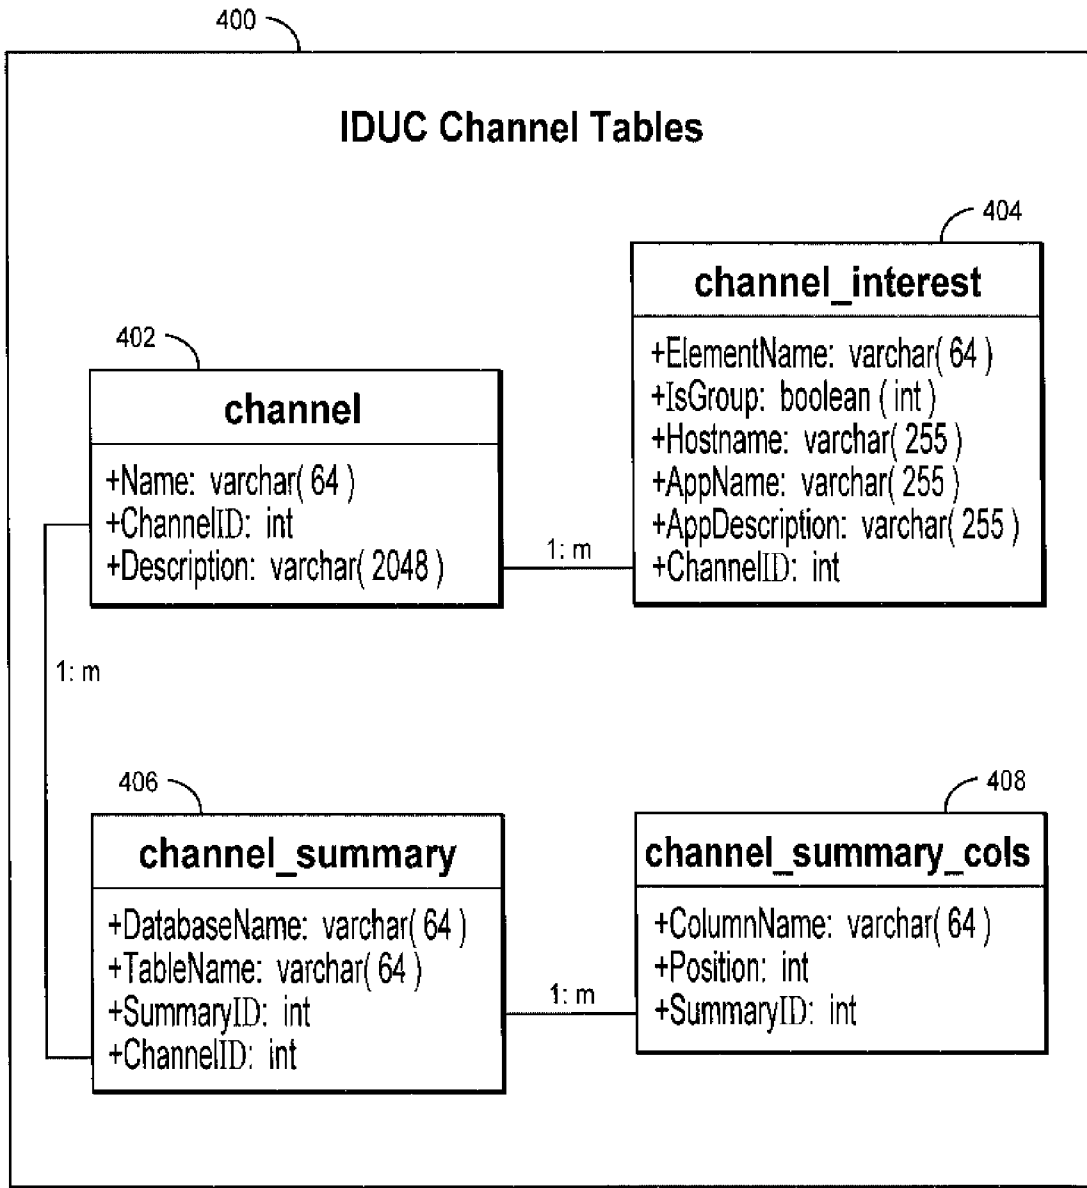 400
IDUC Channel Tables
404
channel_interest
+ElementName: varchar( 64 )
+IsGroup: boolean ( int )
+Hostname: varchar( 255 )
+AppName: varchar( 255 )
+AppDescription: varchar( 255 )
+ChannelID: int
402
channel
+Name: varchar( 64 )
+ChannelID: int
+Description: varchar( 2048 )
1: m
1: m
406
channel_summary
+DatabaseName: varchar( 64 )
+TableName: varchar( 64 )
+SummaryID: int
+ChannelID: int
1: m
408
channel_summary_cols
+ColumnName: varchar( 64 )
+Position: int
+SummaryID: int